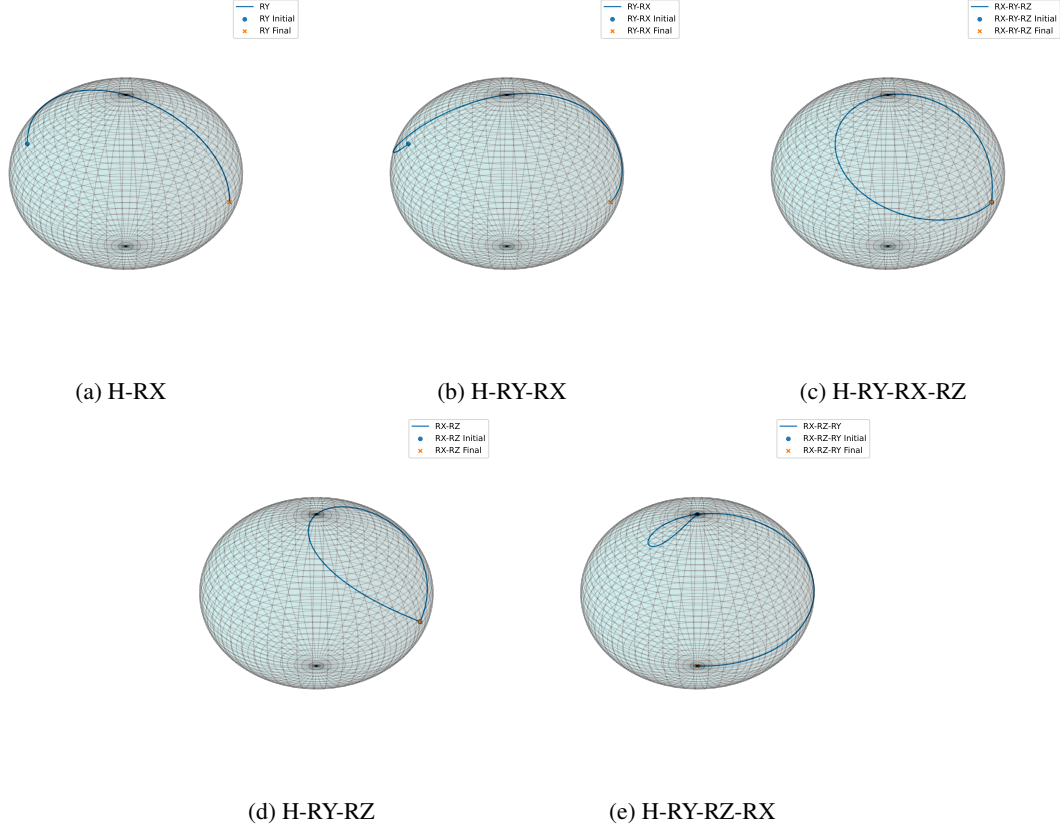 RY
RY Initial
RY Final
RY-RX
RY-RX Initial
RY-RX Final
RX-RY-RZ
RX-RY-RZ Initial
RX-RY-RZ Final
(a) H-RX
(b) H-RY-RX
(c) H-RY-RX-RZ
RX-RZ
RX-RZ Initial
RX-RZ Final
RX-RZ-RY
RX-RZ-RY Initial
RX-RZ-RY Final
(d) H-RY-RZ
(e) H-RY-RZ-RX